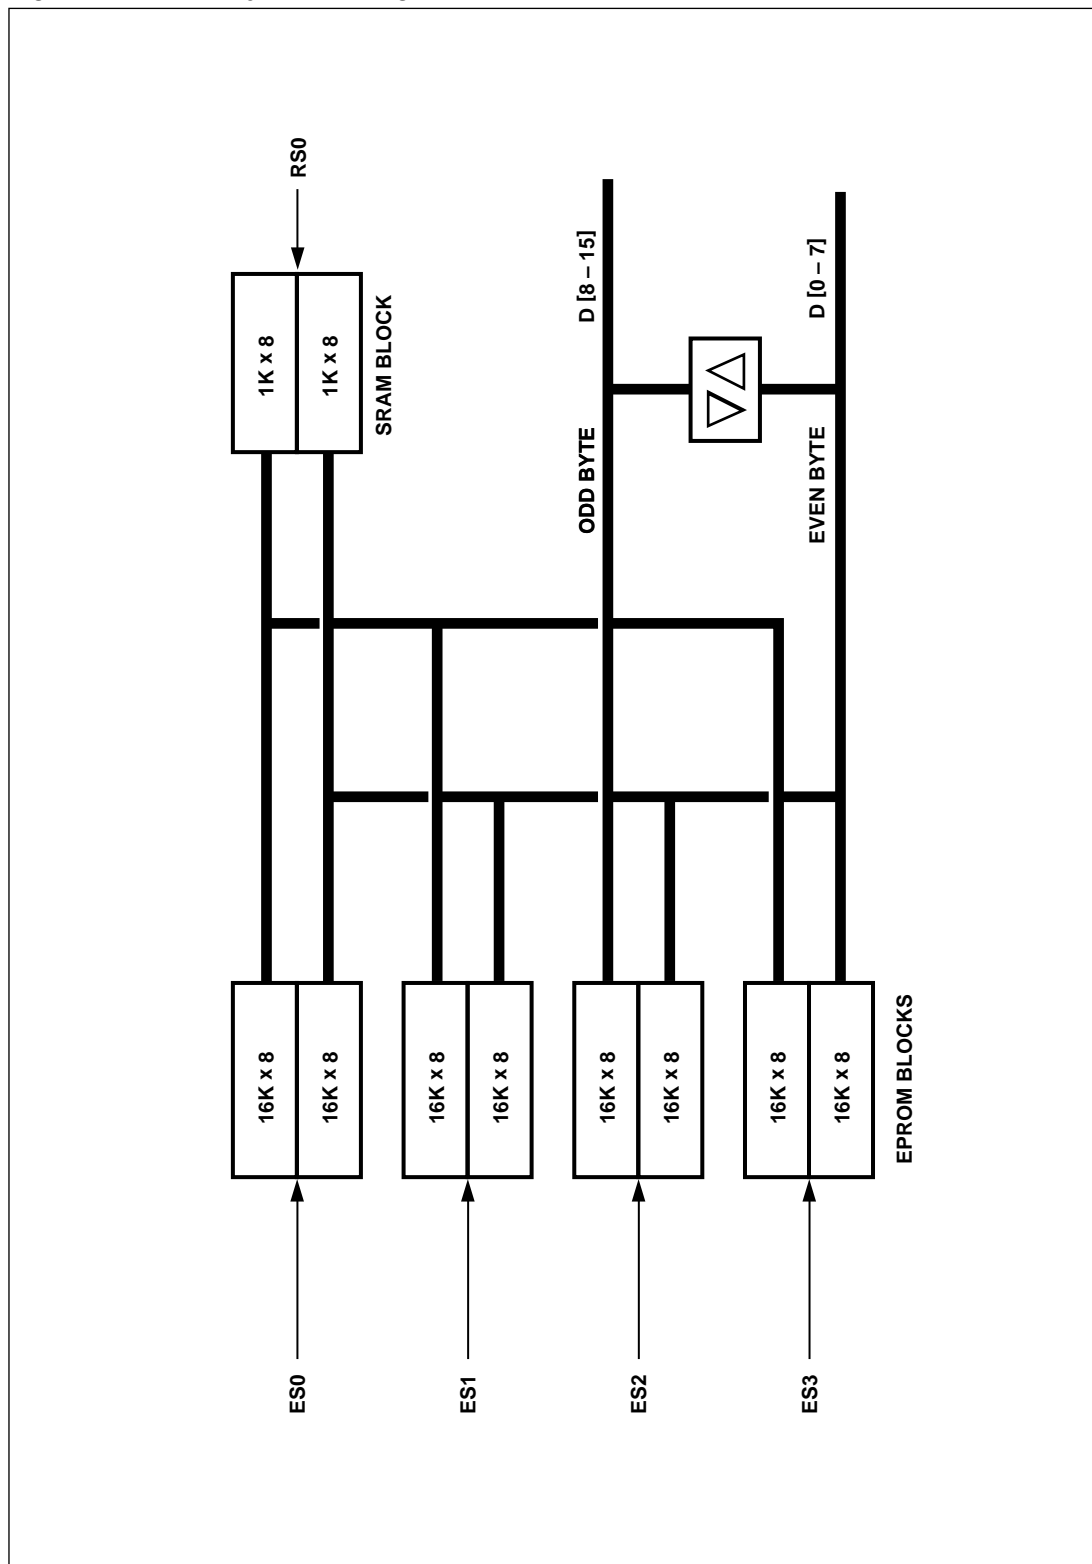 RS0
1K x 8
1K x 8
SRAM BLOCK
D [8 – 15]
D [0 – 7]
ODD BYTE
EVEN BYTE
16K x 8
16K x 8
16K x 8
16K x 8
16K x 8
16K x 8
16K x 8
16K x 8
EPROM BLOCKS
ES0
ES1
ES2
ES3